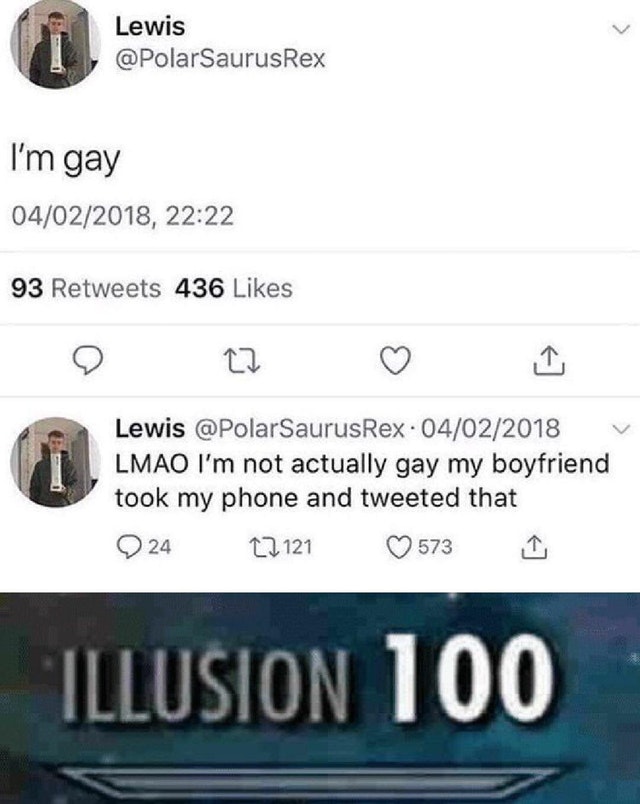 Lewis
@PolarSaurusRex
I'm gay
04/02/2018, 22:22
93 Retweets 436 Likes
Lewis @PolarSaurusRex · 04/02/2018
LMAO I'm not actually gay my boyfriend
took my phone and tweeted that
24 121 573
ILLUSION 100